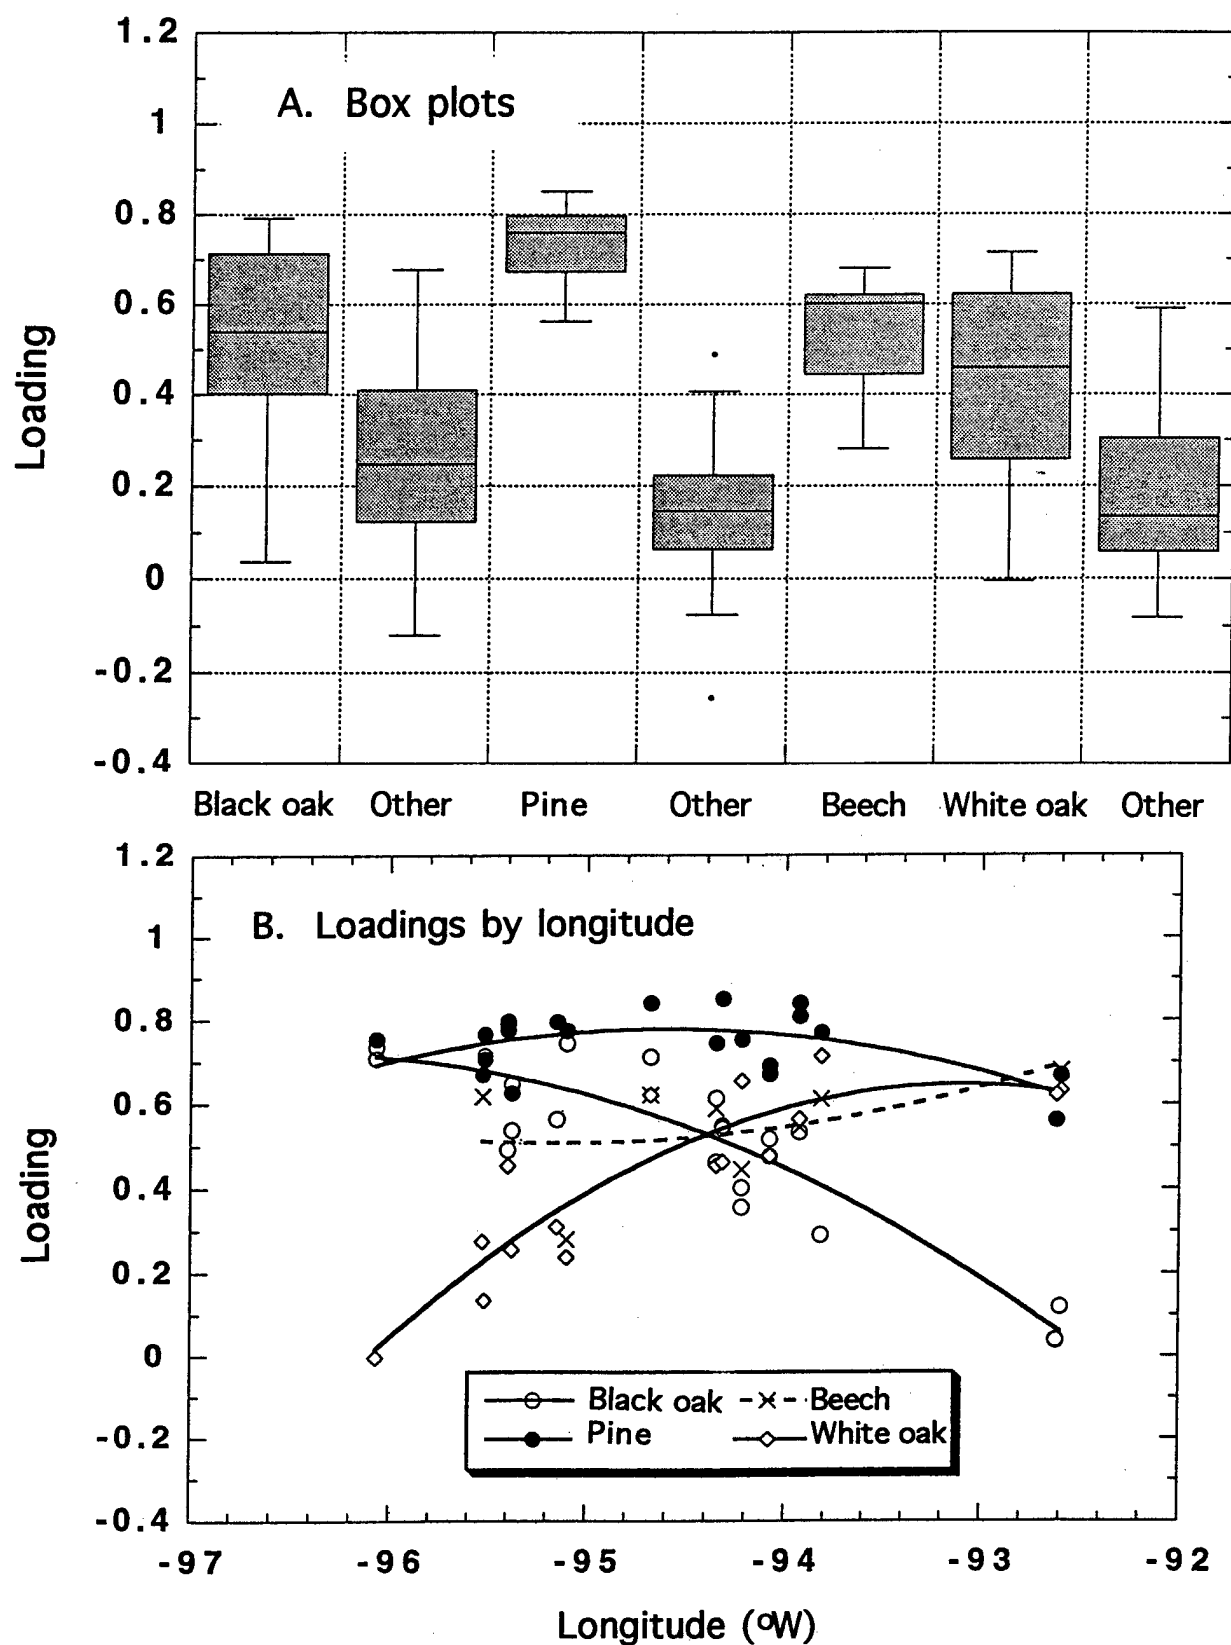 1.2
A. Box plots
1
0.8
0.6
0.4
0.2
0
-0.2
-0.4
Loading
Black oak Other Pine Other Beech White oak Other
1.2
B. Loadings by longitude
1
0.8
0.6
0.4
0.2
0
-0.2
-0.4
Loading
Black oak Beech
Pine White oak
-97 -96 -95 -94 -93 -92
Longitude (ºW)